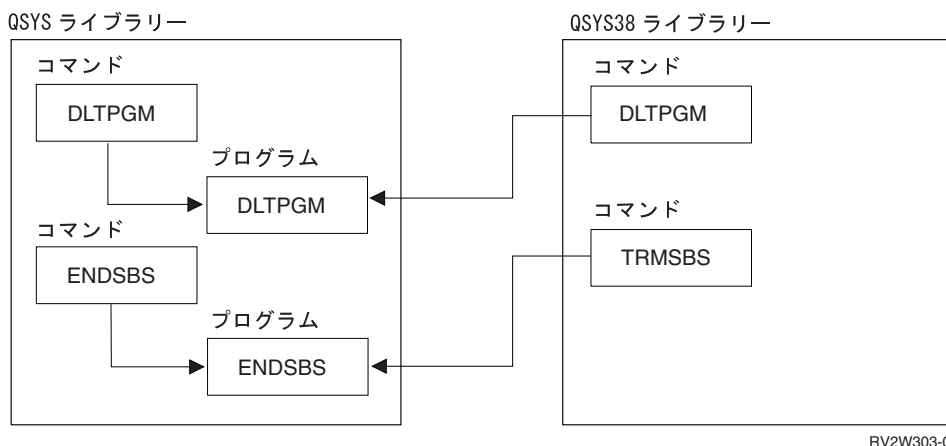 QSYS ライブラリー
コマンド
DLTPGM
プログラム
DLTPGM
コマンド
ENDSBS
プログラム
ENDSBS
QSYS38 ライブラリー
コマンド
DLTPGM
コマンド
TRMSBS
RV2W303-0